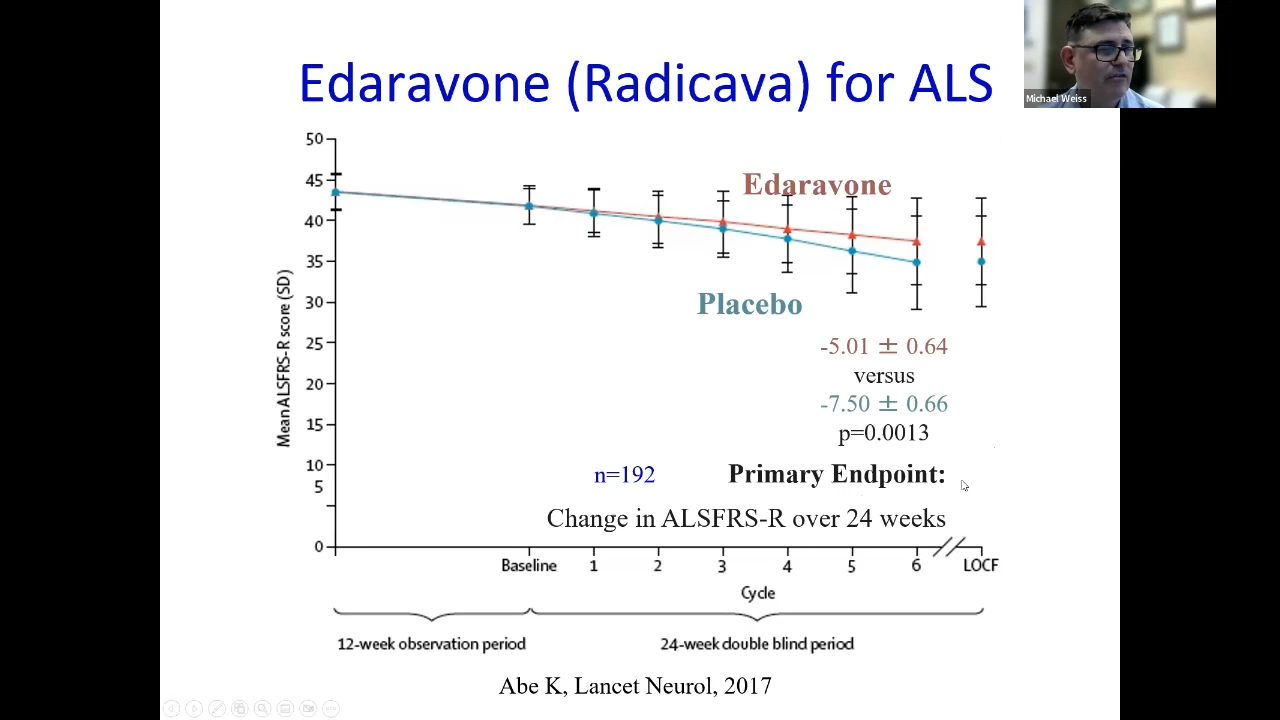 Edaravone (Radicava) for ALS
Michael Weiss
50
45
40
35
30
25
20
15
10
5
0
Mean ALSFRS-R score (SD)
Edaravone
Placebo
-5.01 ± 0.64
versus
-7.50 ± 0.66
p=0.0013
n=192
Primary Endpoint:
Change in ALSFRS-R over 24 weeks
Baseline 1 2 3 4 5 6 LOCF
Cycle
12-week observation period
24-week double blind period
Abe K, Lancet Neurol, 2017